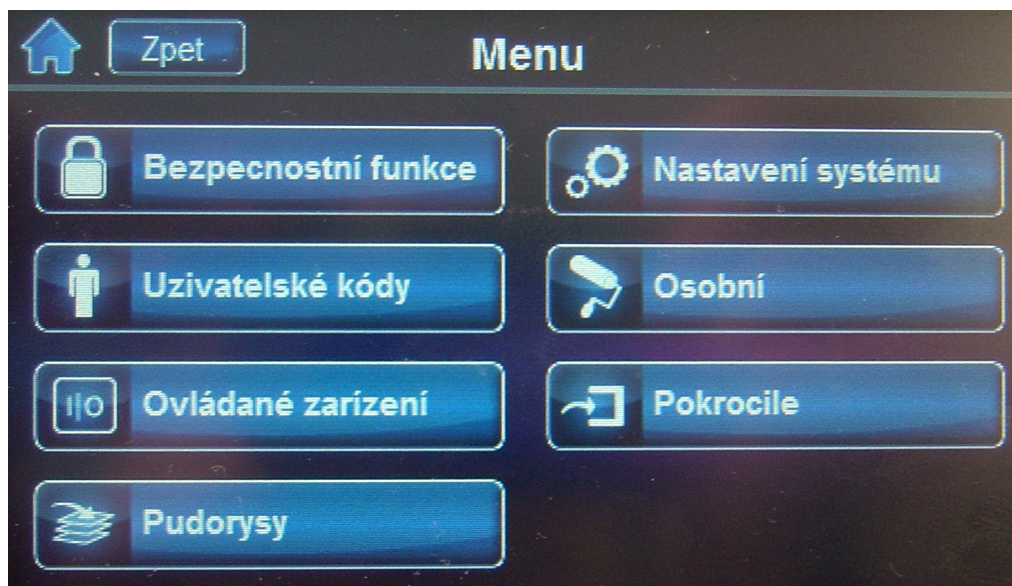 Zpet
Menu
Bezpecnostní funkce
Nastavení systému
Uzivatelské kódy
Osobní
Ovládané zarízení
Pokrocile
Pudorysy